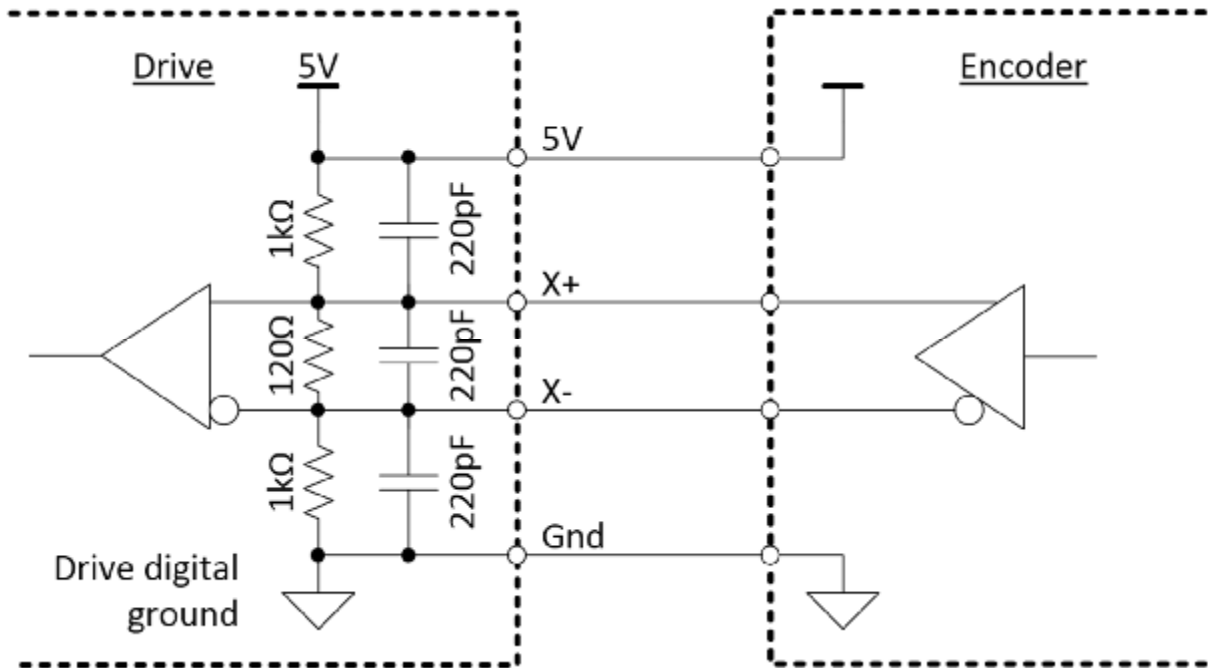 Drive
5V
Encoder
5V
1kΩ
220pF
X+
120Ω
220pF
X-
1kΩ
220pF
Gnd
Drive digital
ground